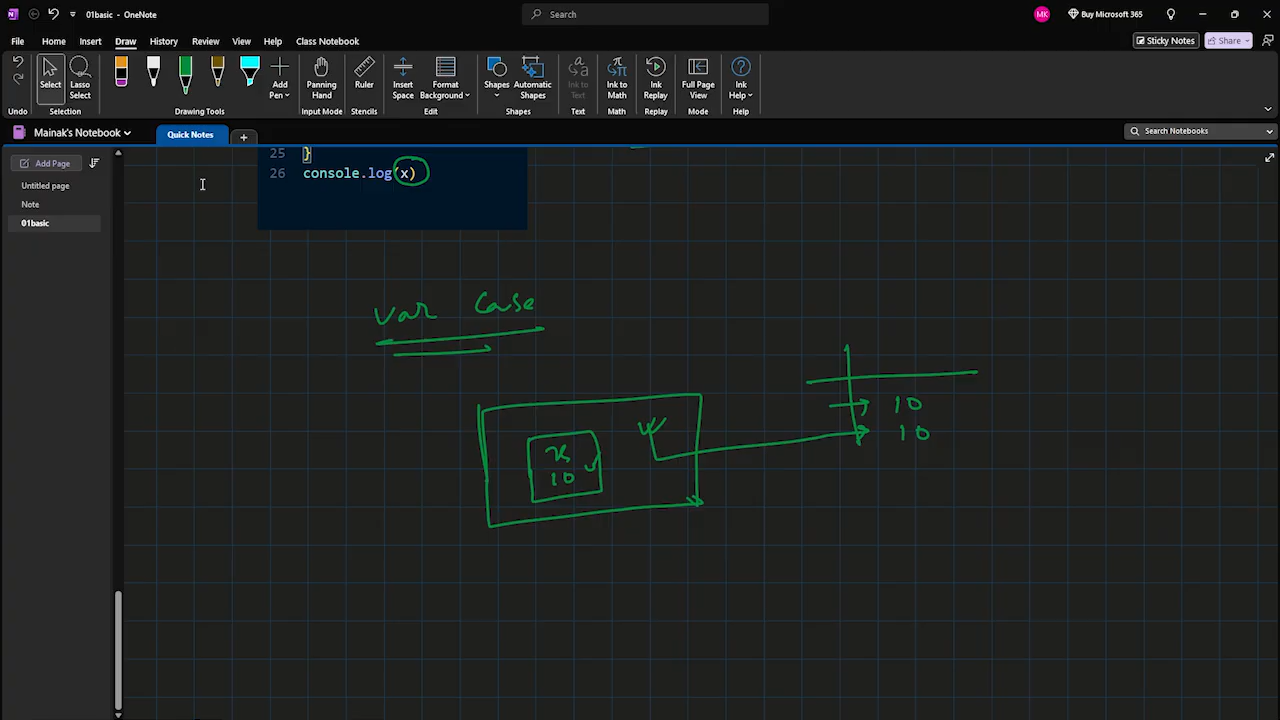 01basic - OneNote
Search
MK
Buy Microsoft 365
File Home Insert Draw History Review View Help Class Notebook
Sticky Notes
Share
Undo
Select
Lasso Select
Selection
Drawing Tools
Add Pen
Panning Hand
Input Mode
Ruler
Stencils
Insert Space
Format Background
Edit
Shapes
Automatic Shapes
Shapes
Ink to Text
Text
Ink to Math
Math
Ink Replay
Replay
Full Page View
Mode
Ink Help
Help
Mainak's Notebook
Quick Notes
+
Search Notebooks
Add Page
Untitled page
Note
01basic
25 }
26 console.log(x)
var Case
x
10
10
10